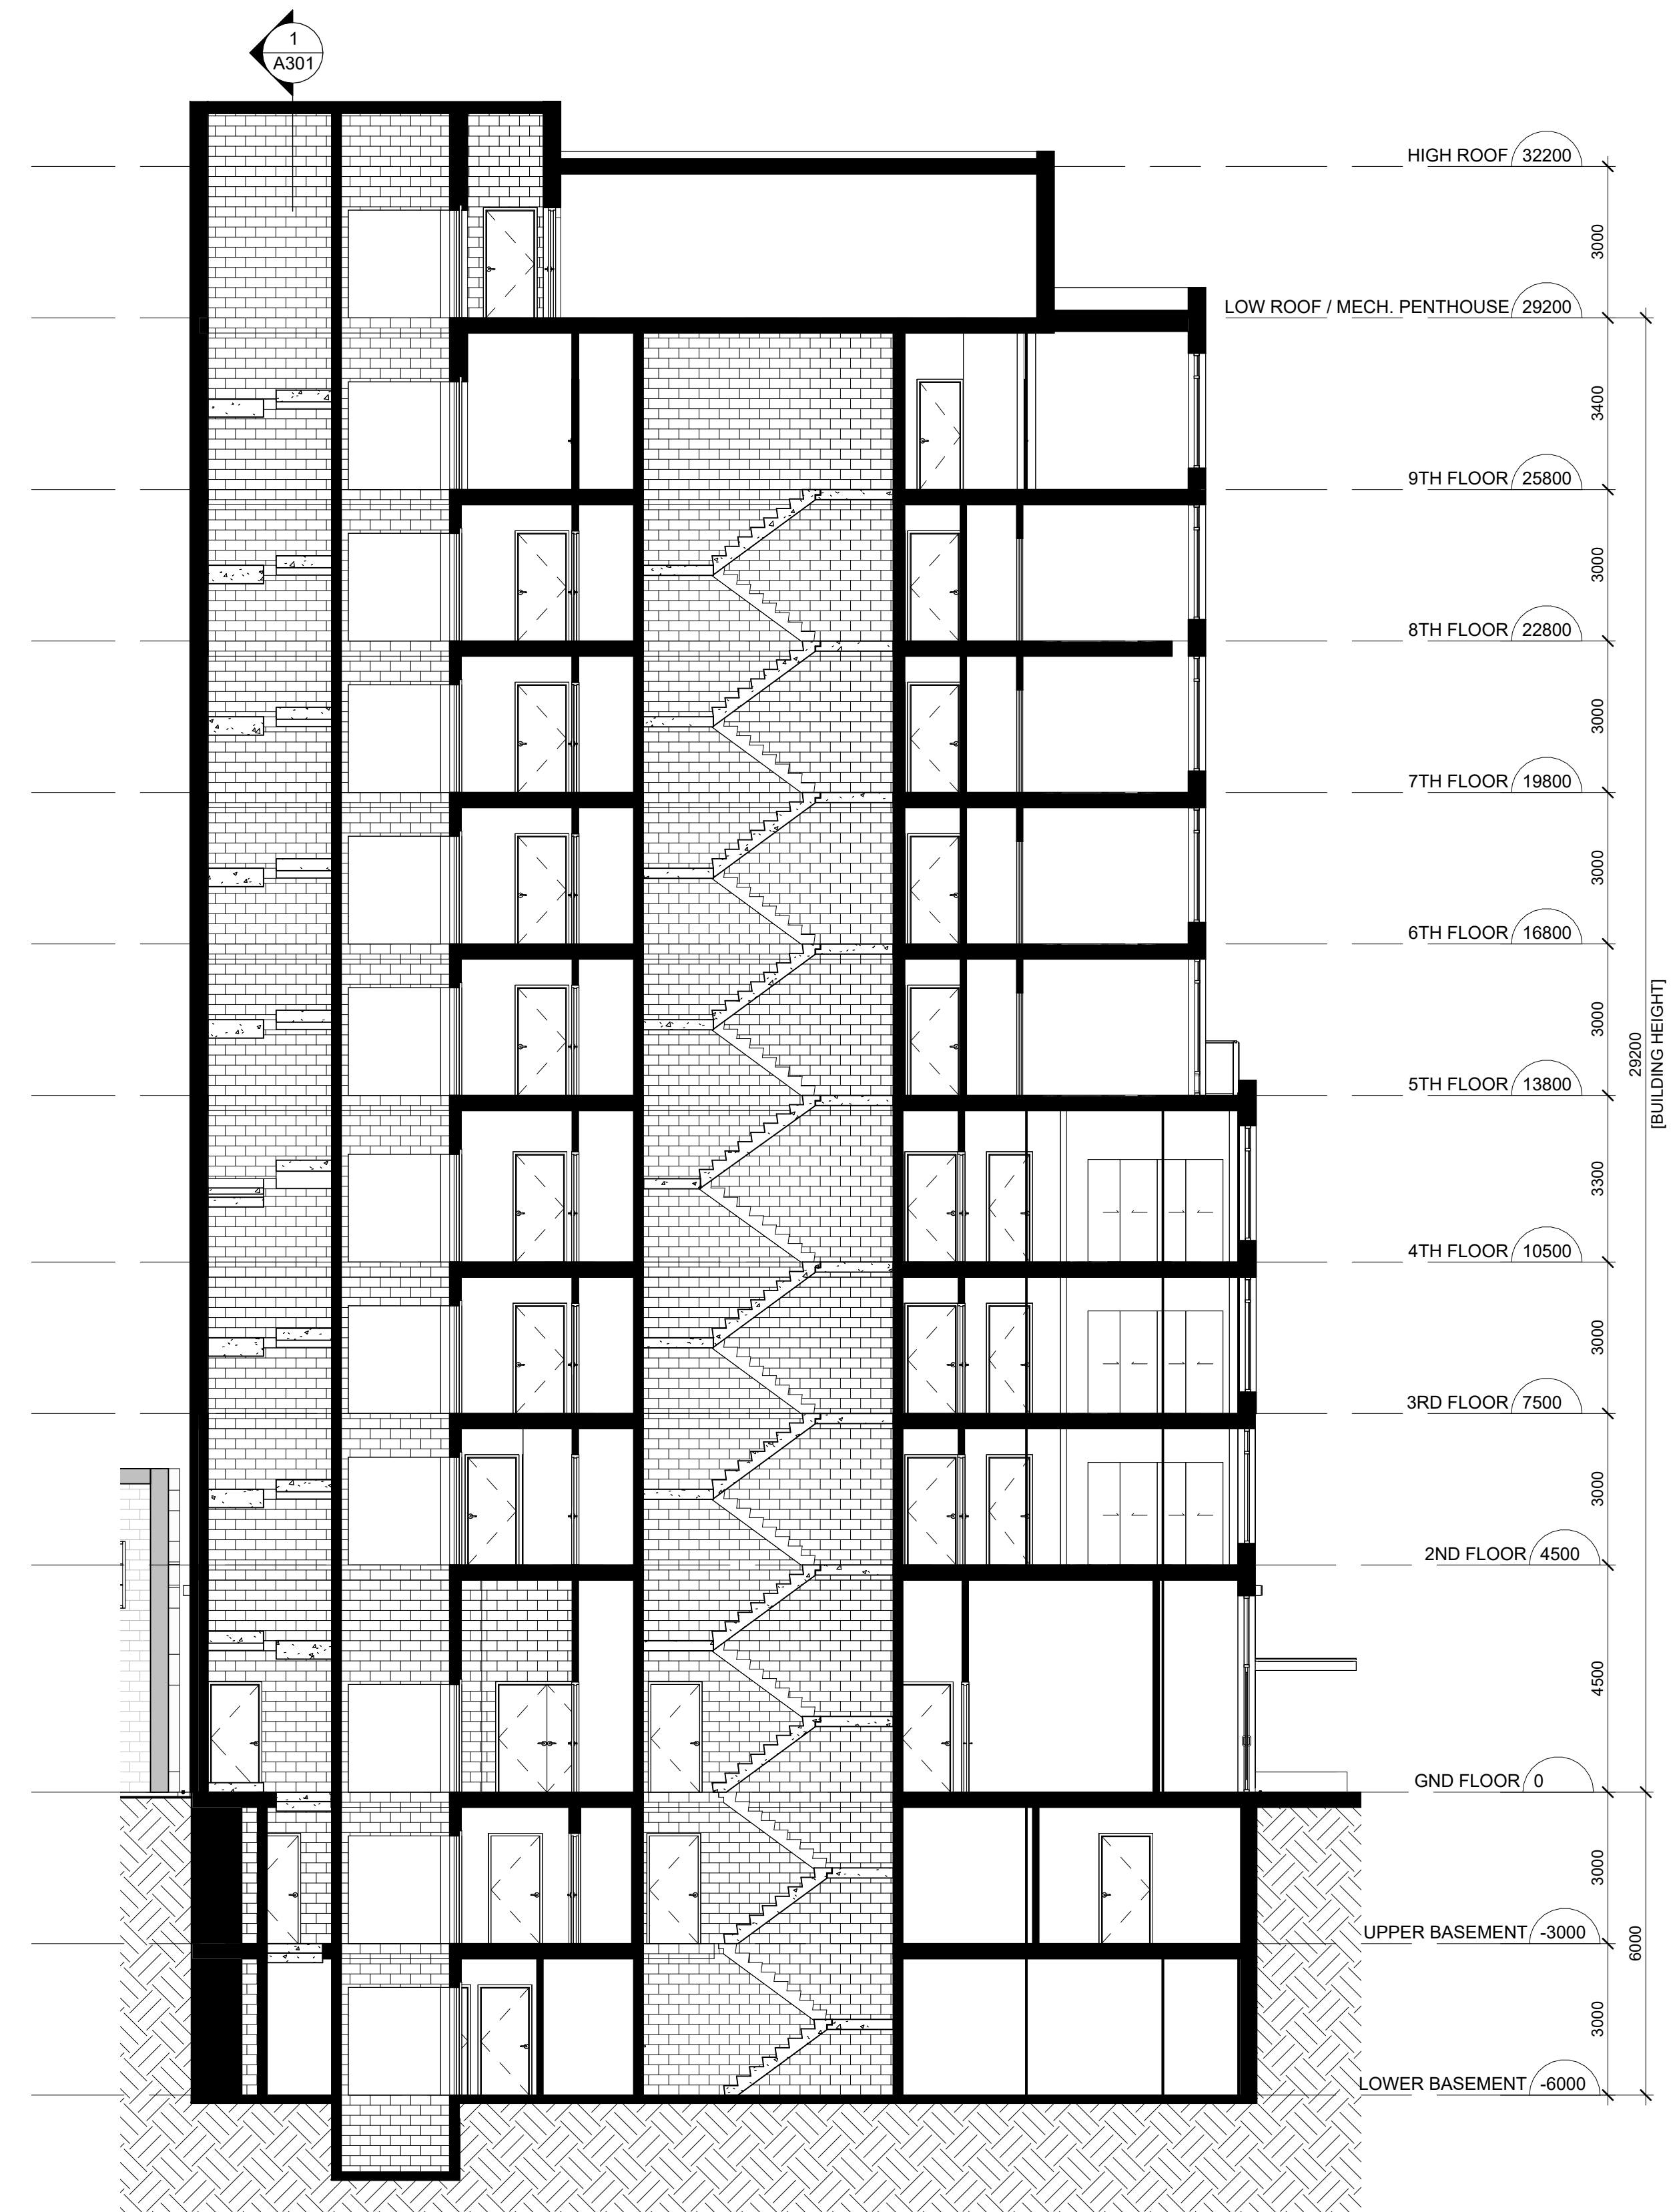 1
A301
HIGH ROOF 32200
3000
LOW ROOF / MECH. PENTHOUSE 29200
3400
9TH FLOOR 25800
3000
8TH FLOOR 22800
3000
7TH FLOOR 19800
3000
6TH FLOOR 16800
3000
5TH FLOOR 13800
29200
[BUILDING HEIGHT]
3300
4TH FLOOR 10500
3000
3RD FLOOR 7500
3000
2ND FLOOR 4500
4500
GND FLOOR 0
3000
UPPER BASEMENT -3000
6000
3000
LOWER BASEMENT -6000